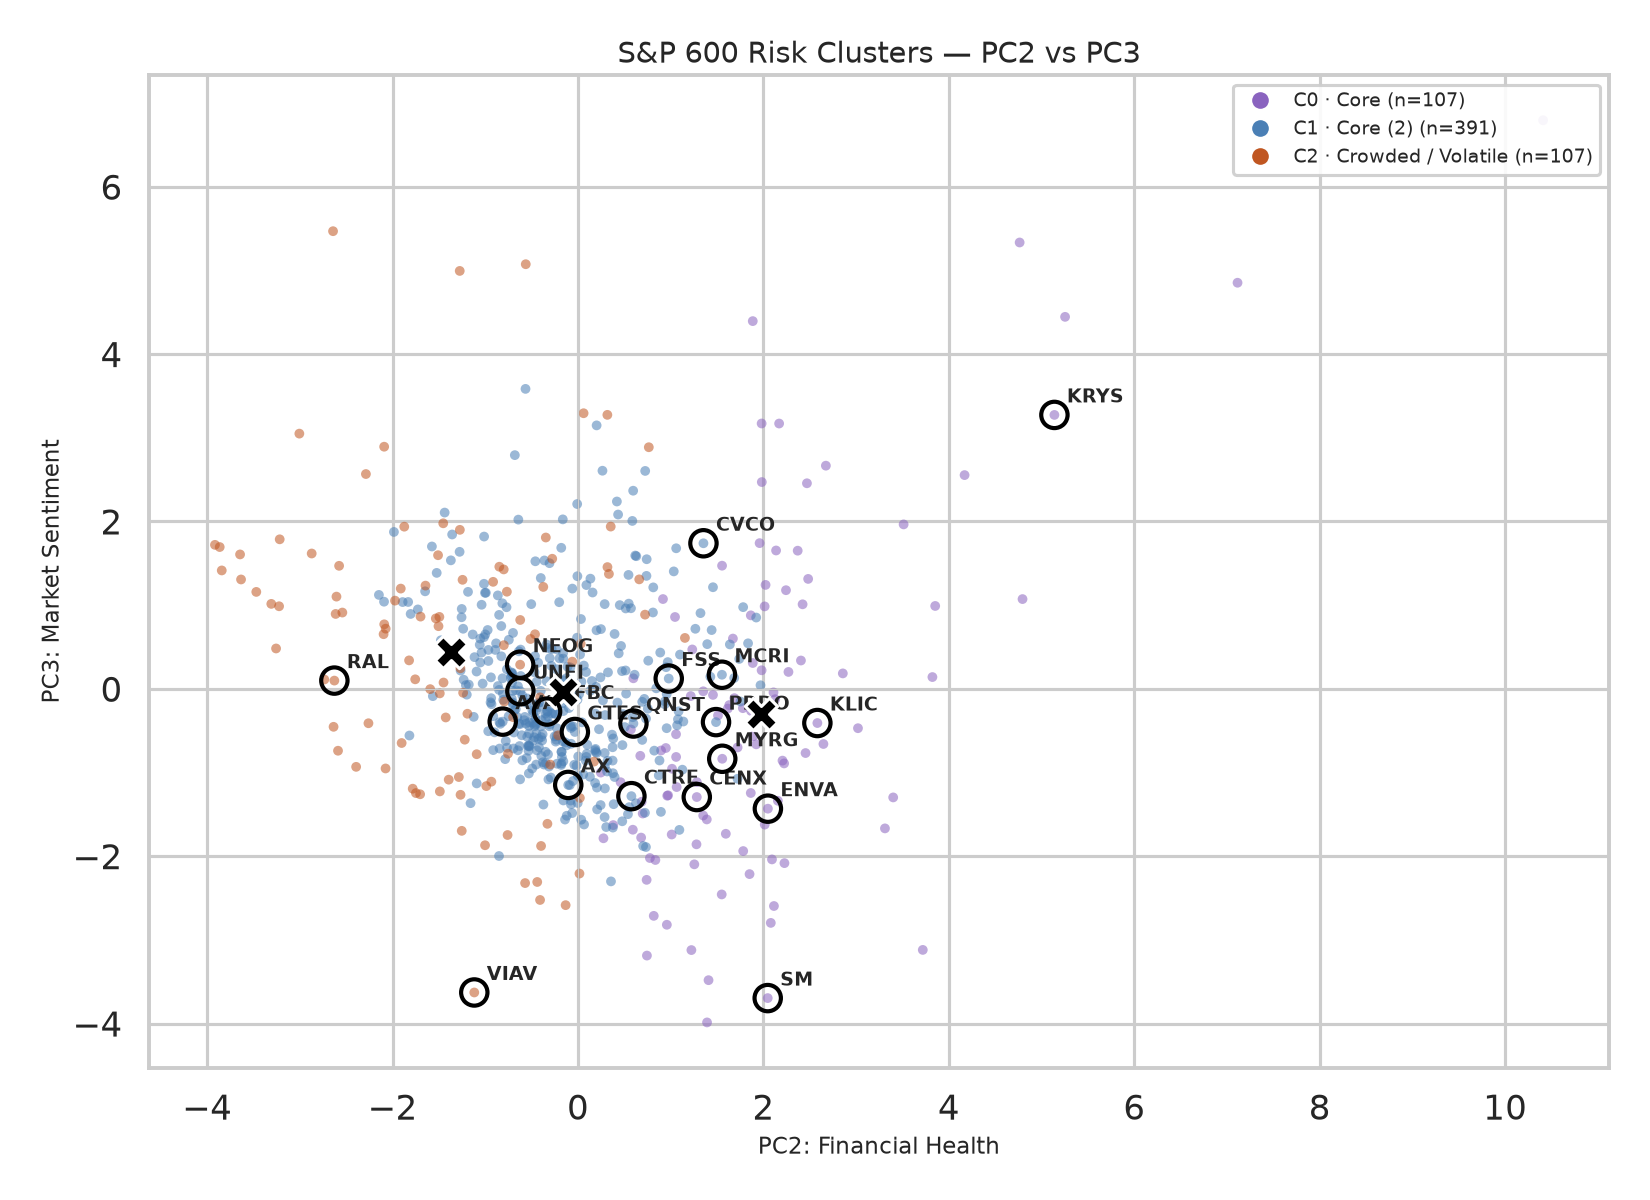 S&P 600 Risk Clusters — PC2 vs PC3
C0 · Core (n=107)
C1 · Core (2) (n=391)
C2 · Crowded / Volatile (n=107)
PC3: Market Sentiment
6
4
2
0
−2
−4
KRYS
CVCO
NEOG
RAL
UNFI
FSS
MCRI
QNST
GTES
KLIC
MYRG
AX
CTRE
CENX
ENVA
VIAV
SM
−4
−2
0
2
4
6
8
10
PC2: Financial Health